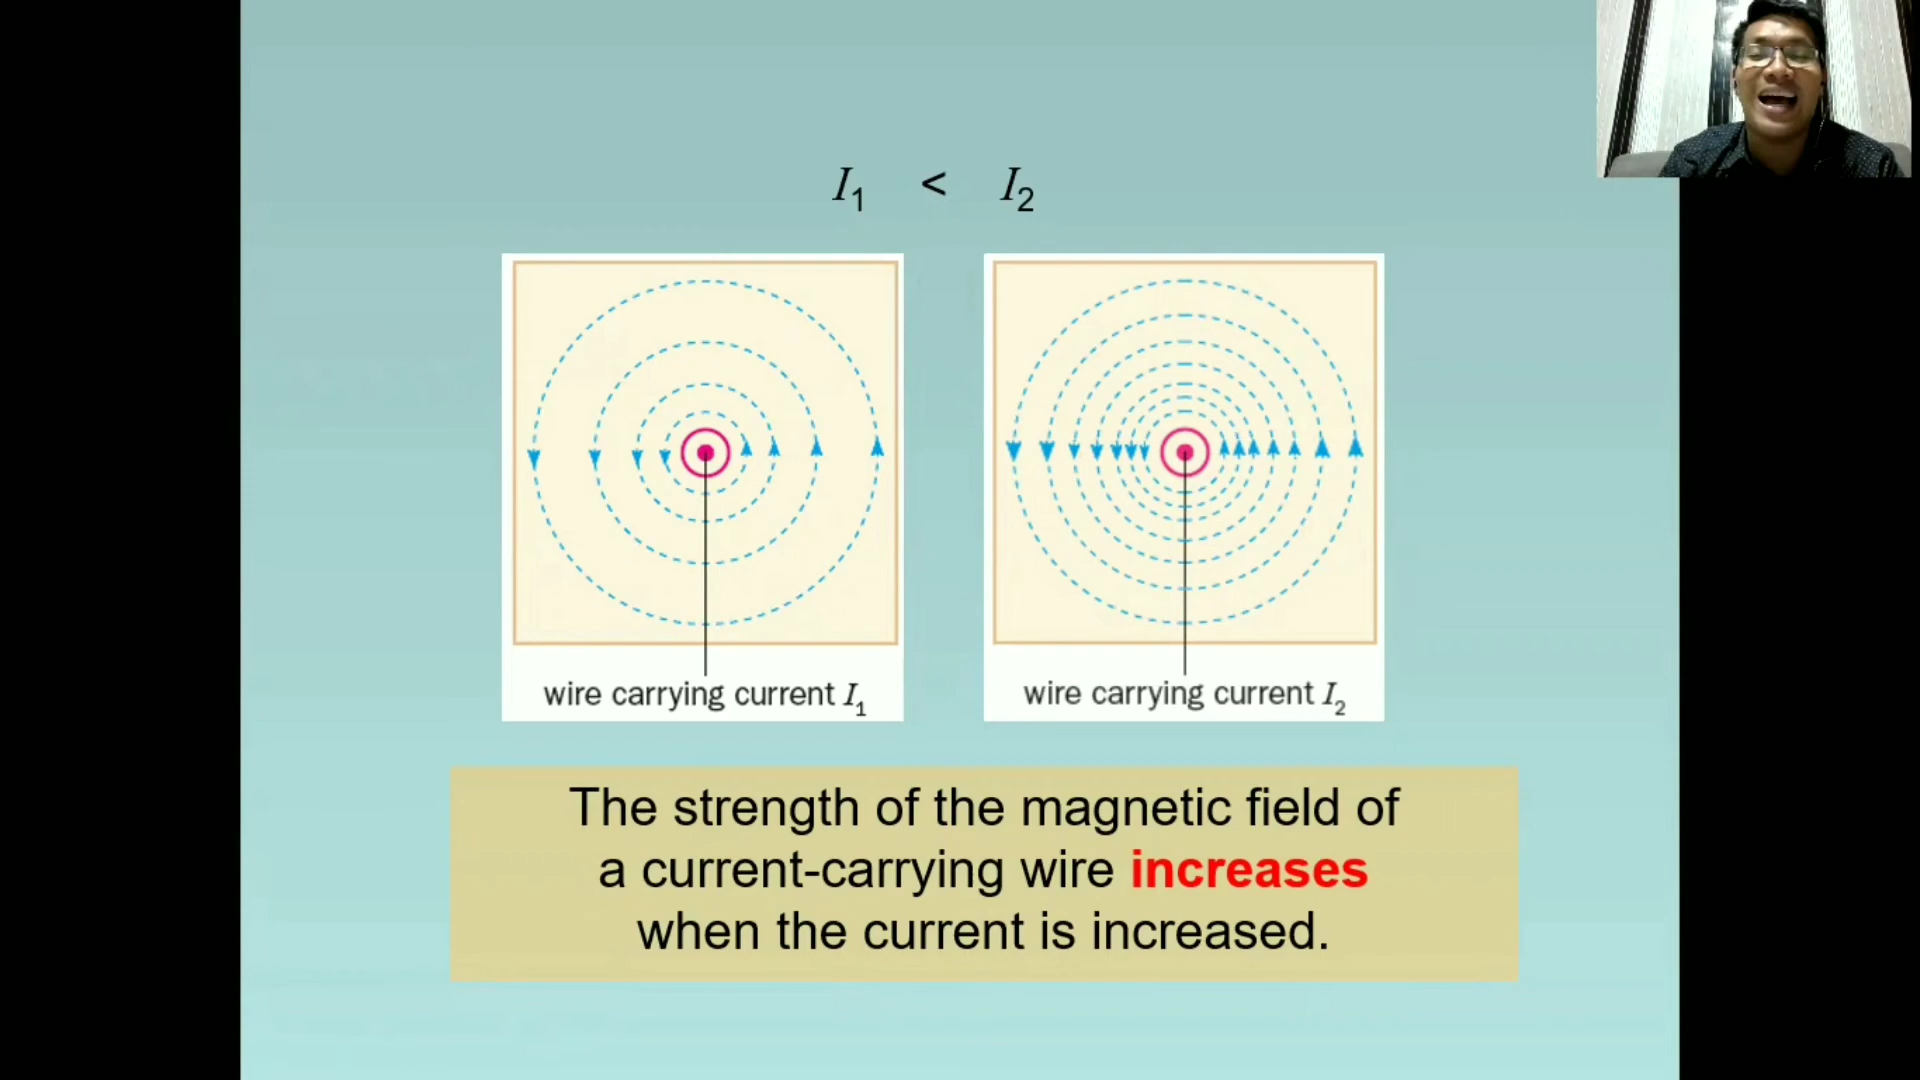 I₁ < I₂
wire carrying current I₁
wire carrying current I₂
The strength of the magnetic field of
a current-carrying wire increases
when the current is increased.